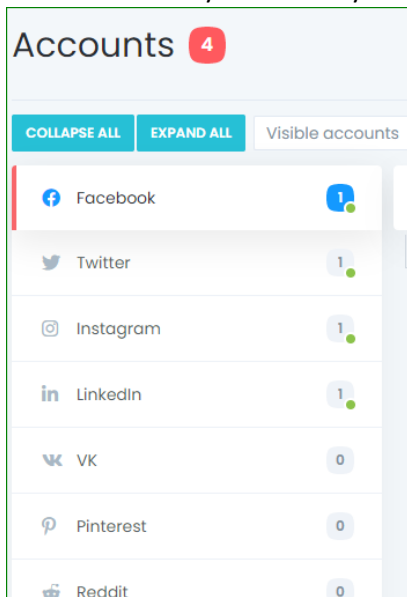 Accounts 4
COLLAPSE ALL EXPAND ALL Visible accounts
Facebook 1
Twitter 1
Instagram 1
LinkedIn 1
VK 0
Pinterest 0
Reddit 0